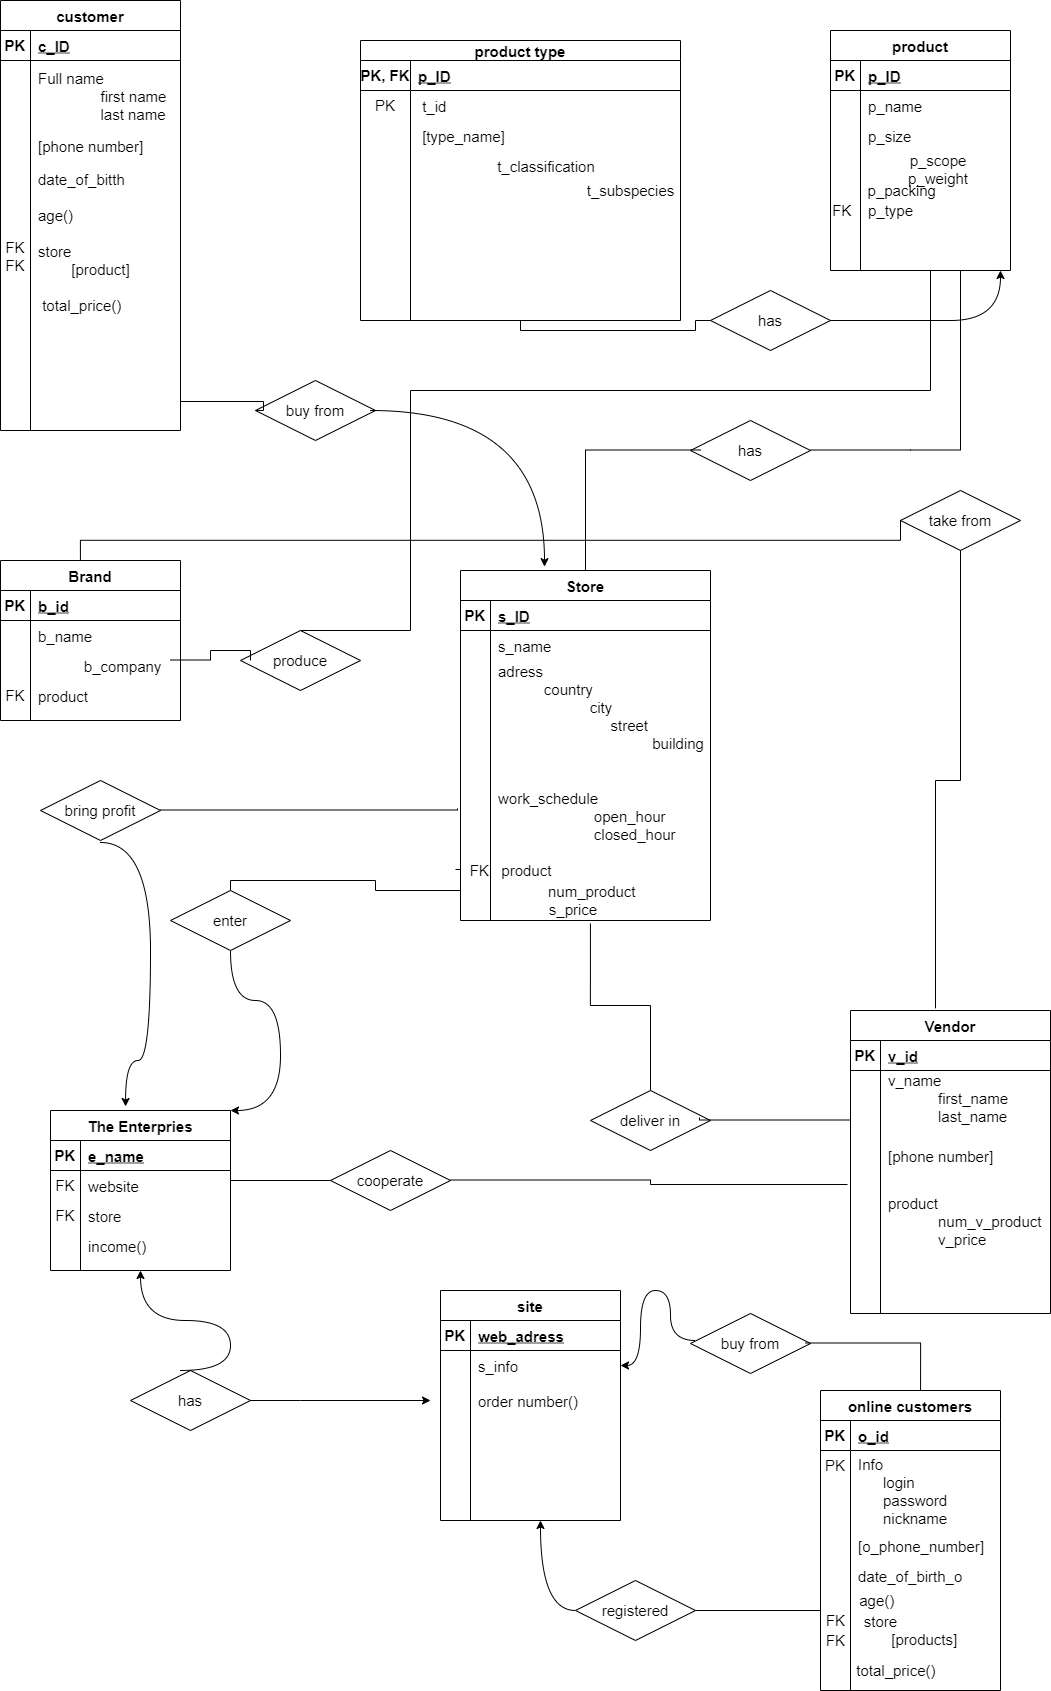 customer
PK c_ID
Full name
first name
last name
[phone number]
date_of_bitth
age()
FK store
FK [product]
total_price()
product type
PK, FK p_ID
PK t_id
[type_name]
t_classification
t_subspecies
product
PK p_ID
p_name
p_size
p_scope
p_weight
p_packing
FK p_type
has
buy from
has
take from
Brand
PK b_id
b_name
b_company
FK product
produce
Store
PK s_ID
s_name
adress
country
city
street
building
work_schedule
open_hour
closed_hour
FK product
num_product
s_price
bring profit
enter
Vendor
PK v_id
v_name
first_name
last_name
[phone number]
product
num_v_product
v_price
deliver in
The Enterpries
PK e_name
FK website
FK store
income()
cooperate
site
PK web_adress
s_info
order number()
buy from
has
online customers
PK o_id
PK Info
login
password
nickname
[o_phone_number]
date_of_birth_o
age()
FK store
FK [products]
total_price()
registered